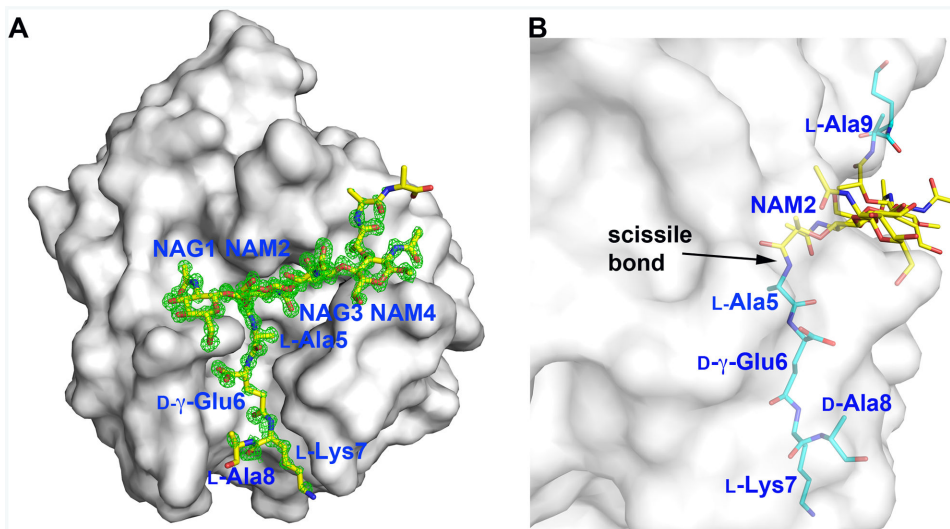 A
NAG1 NAM2
NAG3 NAM4
L-Ala5
D-γ-Glu6
L-Lys7
L-Ala8
B
L-Ala9
NAM2
scissile
bond
L-Ala5
D-γ-Glu6
D-Ala8
L-Lys7